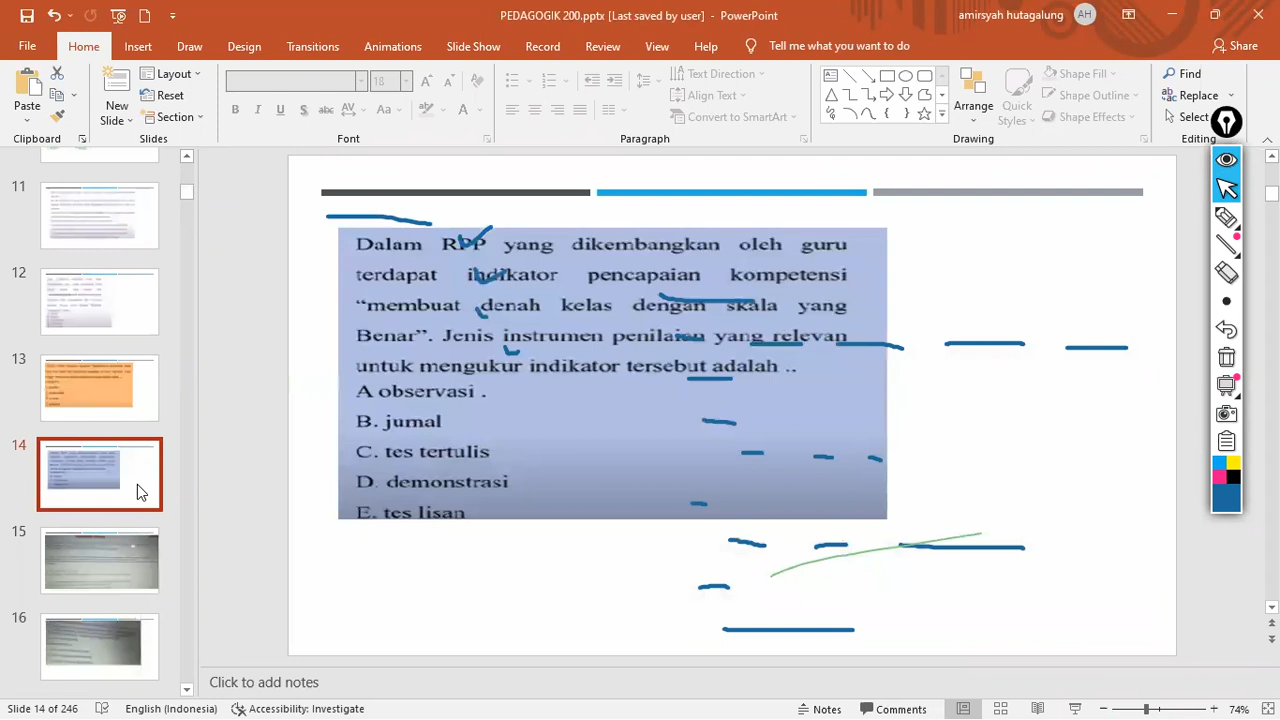 PEDAGOGIK 200.pptx [Last saved by user] - PowerPoint
amirsyah hutagalung AH
File Home Insert Draw Design Transitions Animations Slide Show Record Review View Help Tell me what you want to do Share
Paste
New Slide
Layout
Reset
Section
18
Text Direction
Align Text
Convert to SmartArt
Arrange
Quick Styles
Shape Fill
Shape Outline
Shape Effects
Find
Replace
Select
Clipboard Slides Font Paragraph Drawing Editing
11
12
13
14
15
16
Dalam RPP yang dikembangkan oleh guru
terdapat indikator pencapaian kompetensi
“membuat denah kelas dengan skala yang
Benar”. Jenis instrumen penilaian yang relevan
untuk mengukur indikator tersebut adalah ..
A observasi .
B. jumal
C. tes tertulis
D. demonstrasi
E. tes lisan
Click to add notes
Slide 14 of 246 English (Indonesia) Accessibility: Investigate Notes Comments 74%